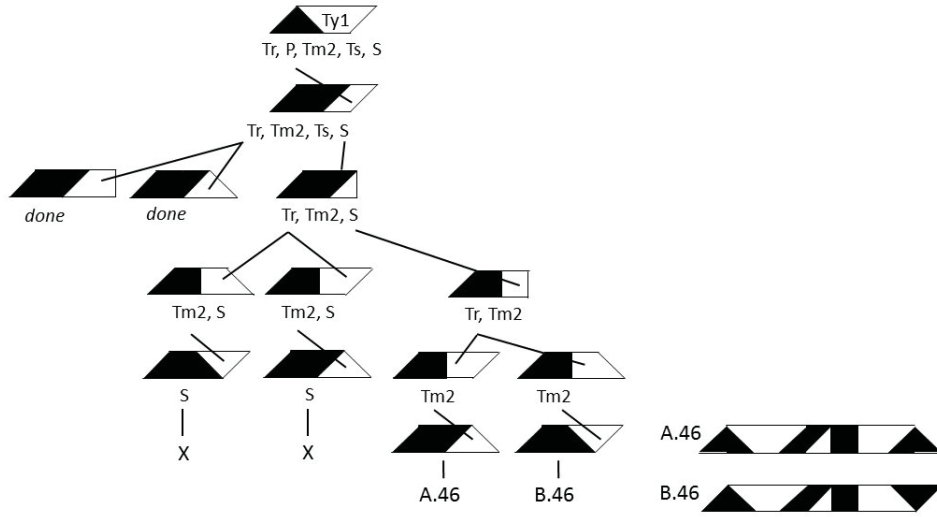 Ty1
Tr, P, Tm2, Ts, S
Tr, Tm2, Ts, S
done
done
Tr, Tm2, S
Tm2, S
Tm2, S
Tr, Tm2
S
S
Tm2
Tm2
X
X
A.46
B.46
A.46
B.46